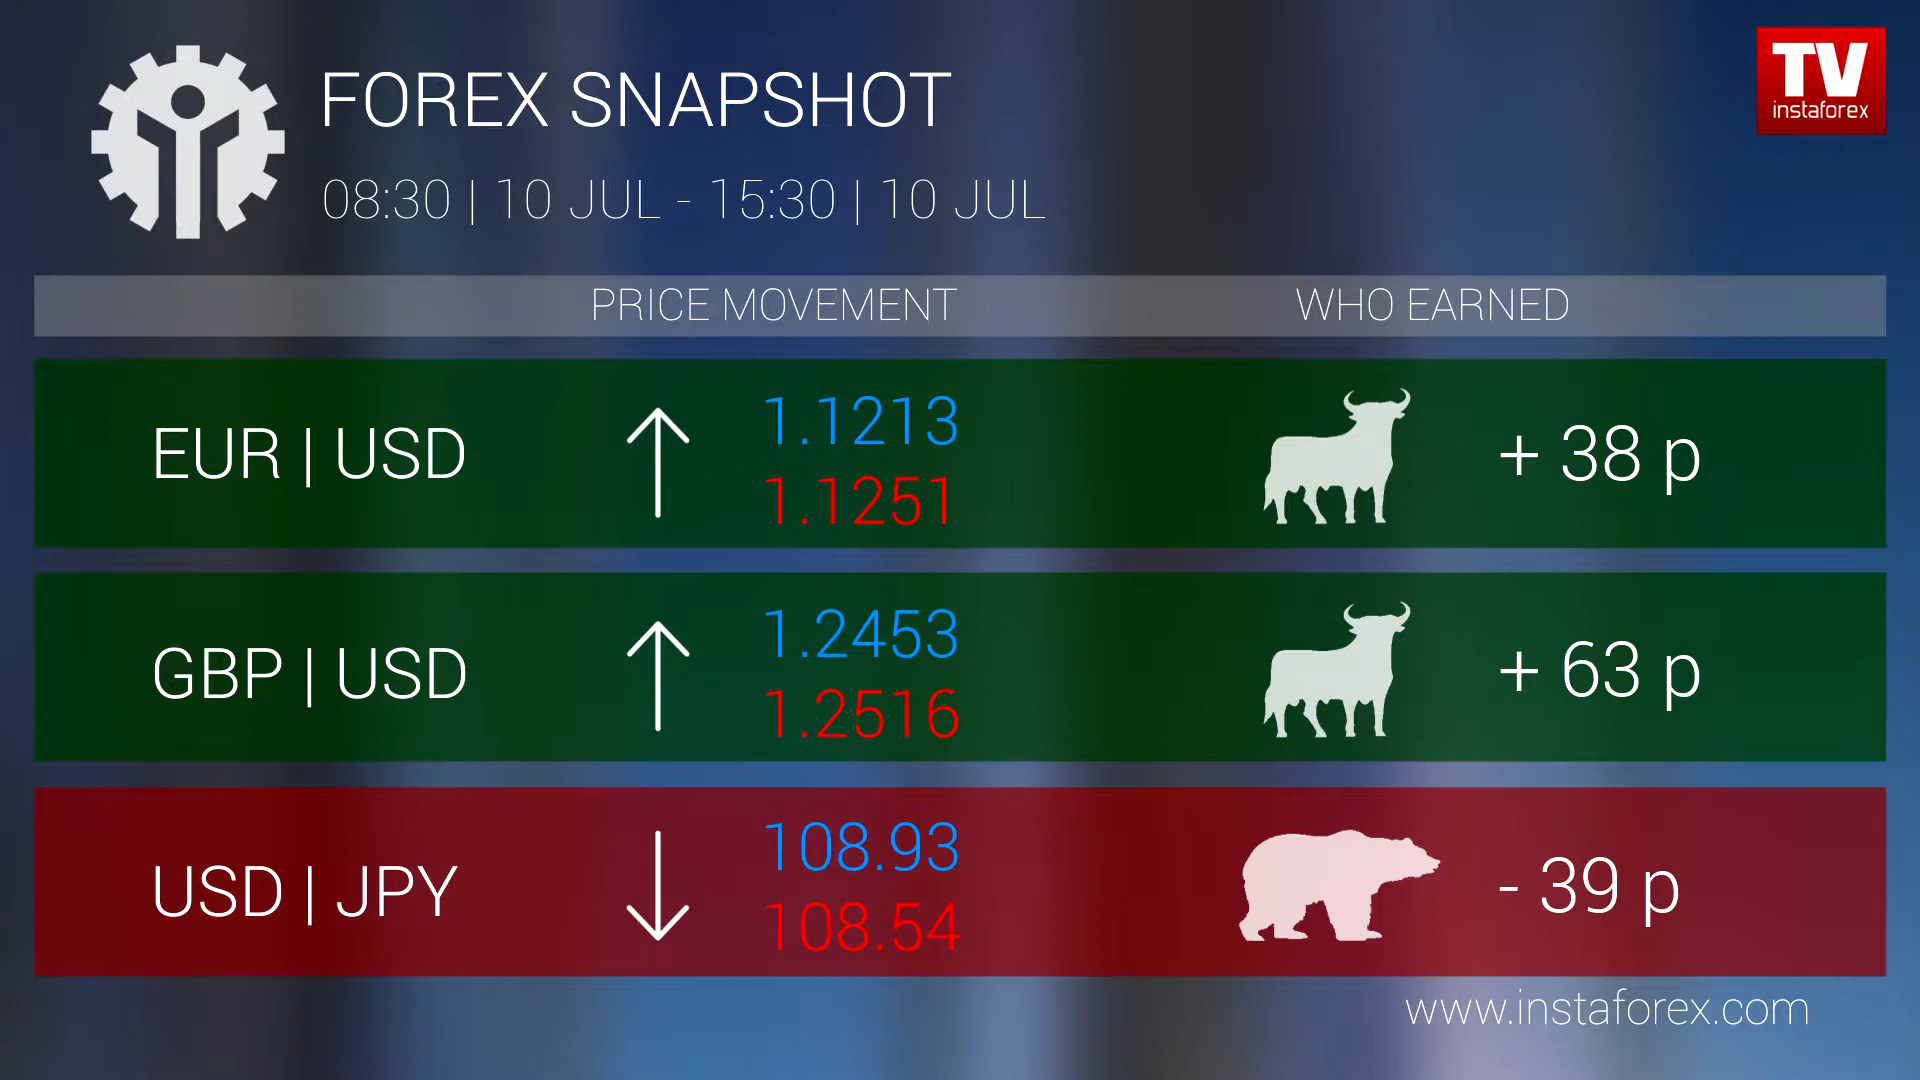 FOREX SNAPSHOT
TV
instaforex
08:30 | 10 JUL - 15:30 | 10 JUL
PRICE MOVEMENT WHO EARNED
EUR | USD
1.1213
1.1251
+ 38 p
GBP | USD
1.2453
1.2516
+ 63 p
USD | JPY
108.93
108.54
- 39 p
www.instaforex.com